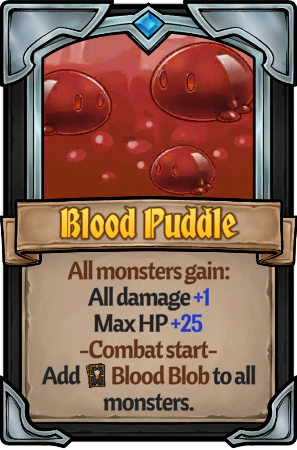 Blood Puddle
All monsters gain:
All damage +1
Max HP +25
-Combat start-
Add Blood Blob to all
monsters.